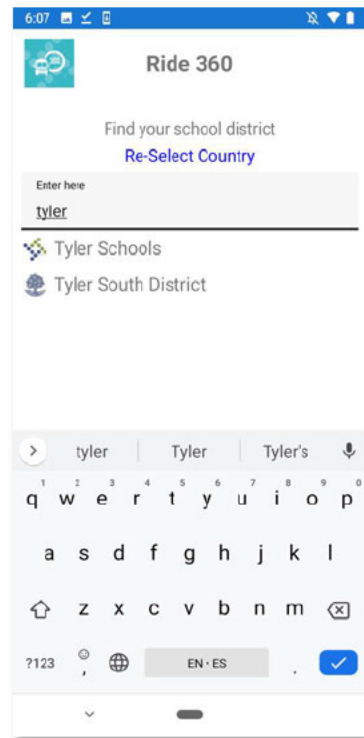 6:07
360
Ride 360
Find your school district
Re-Select Country
Enter here
tyler
Tyler Schools
Tyler South District
tyler Tyler Tyler's
1 2 3 4 5 6 7 8 9 0
q w e r t y u i o p
a s d f g h j k l
z x c v b n m
?123 , EN • ES .